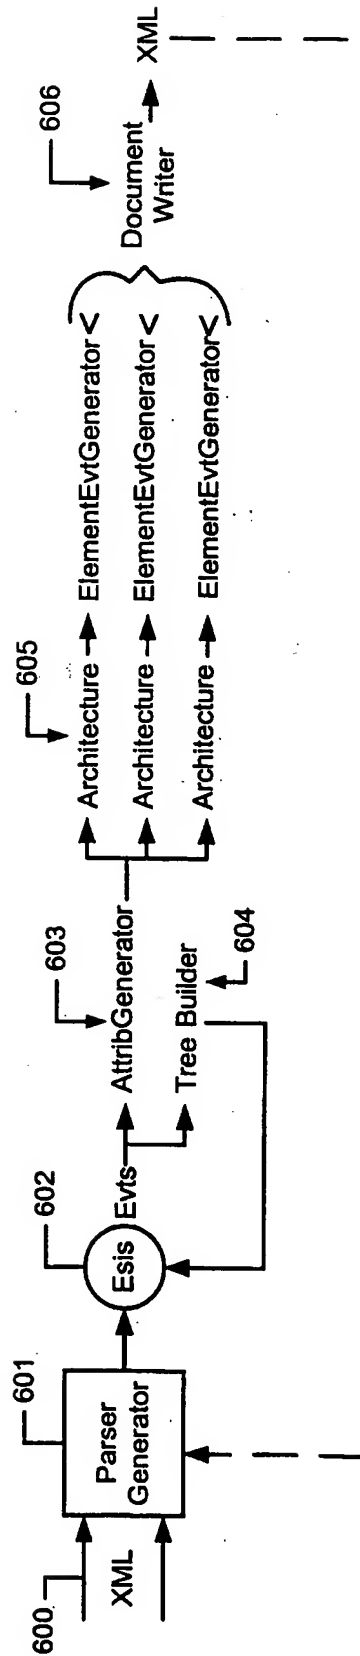 600
XML
601
Parser
Generator
602
Esis
Evts
603
AttribGenerator
Tree Builder
604
605
Architecture
ElementEvtGenerator<
Architecture
ElementEvtGenerator<
Architecture
ElementEvtGenerator<
606
Document
Writer
XML